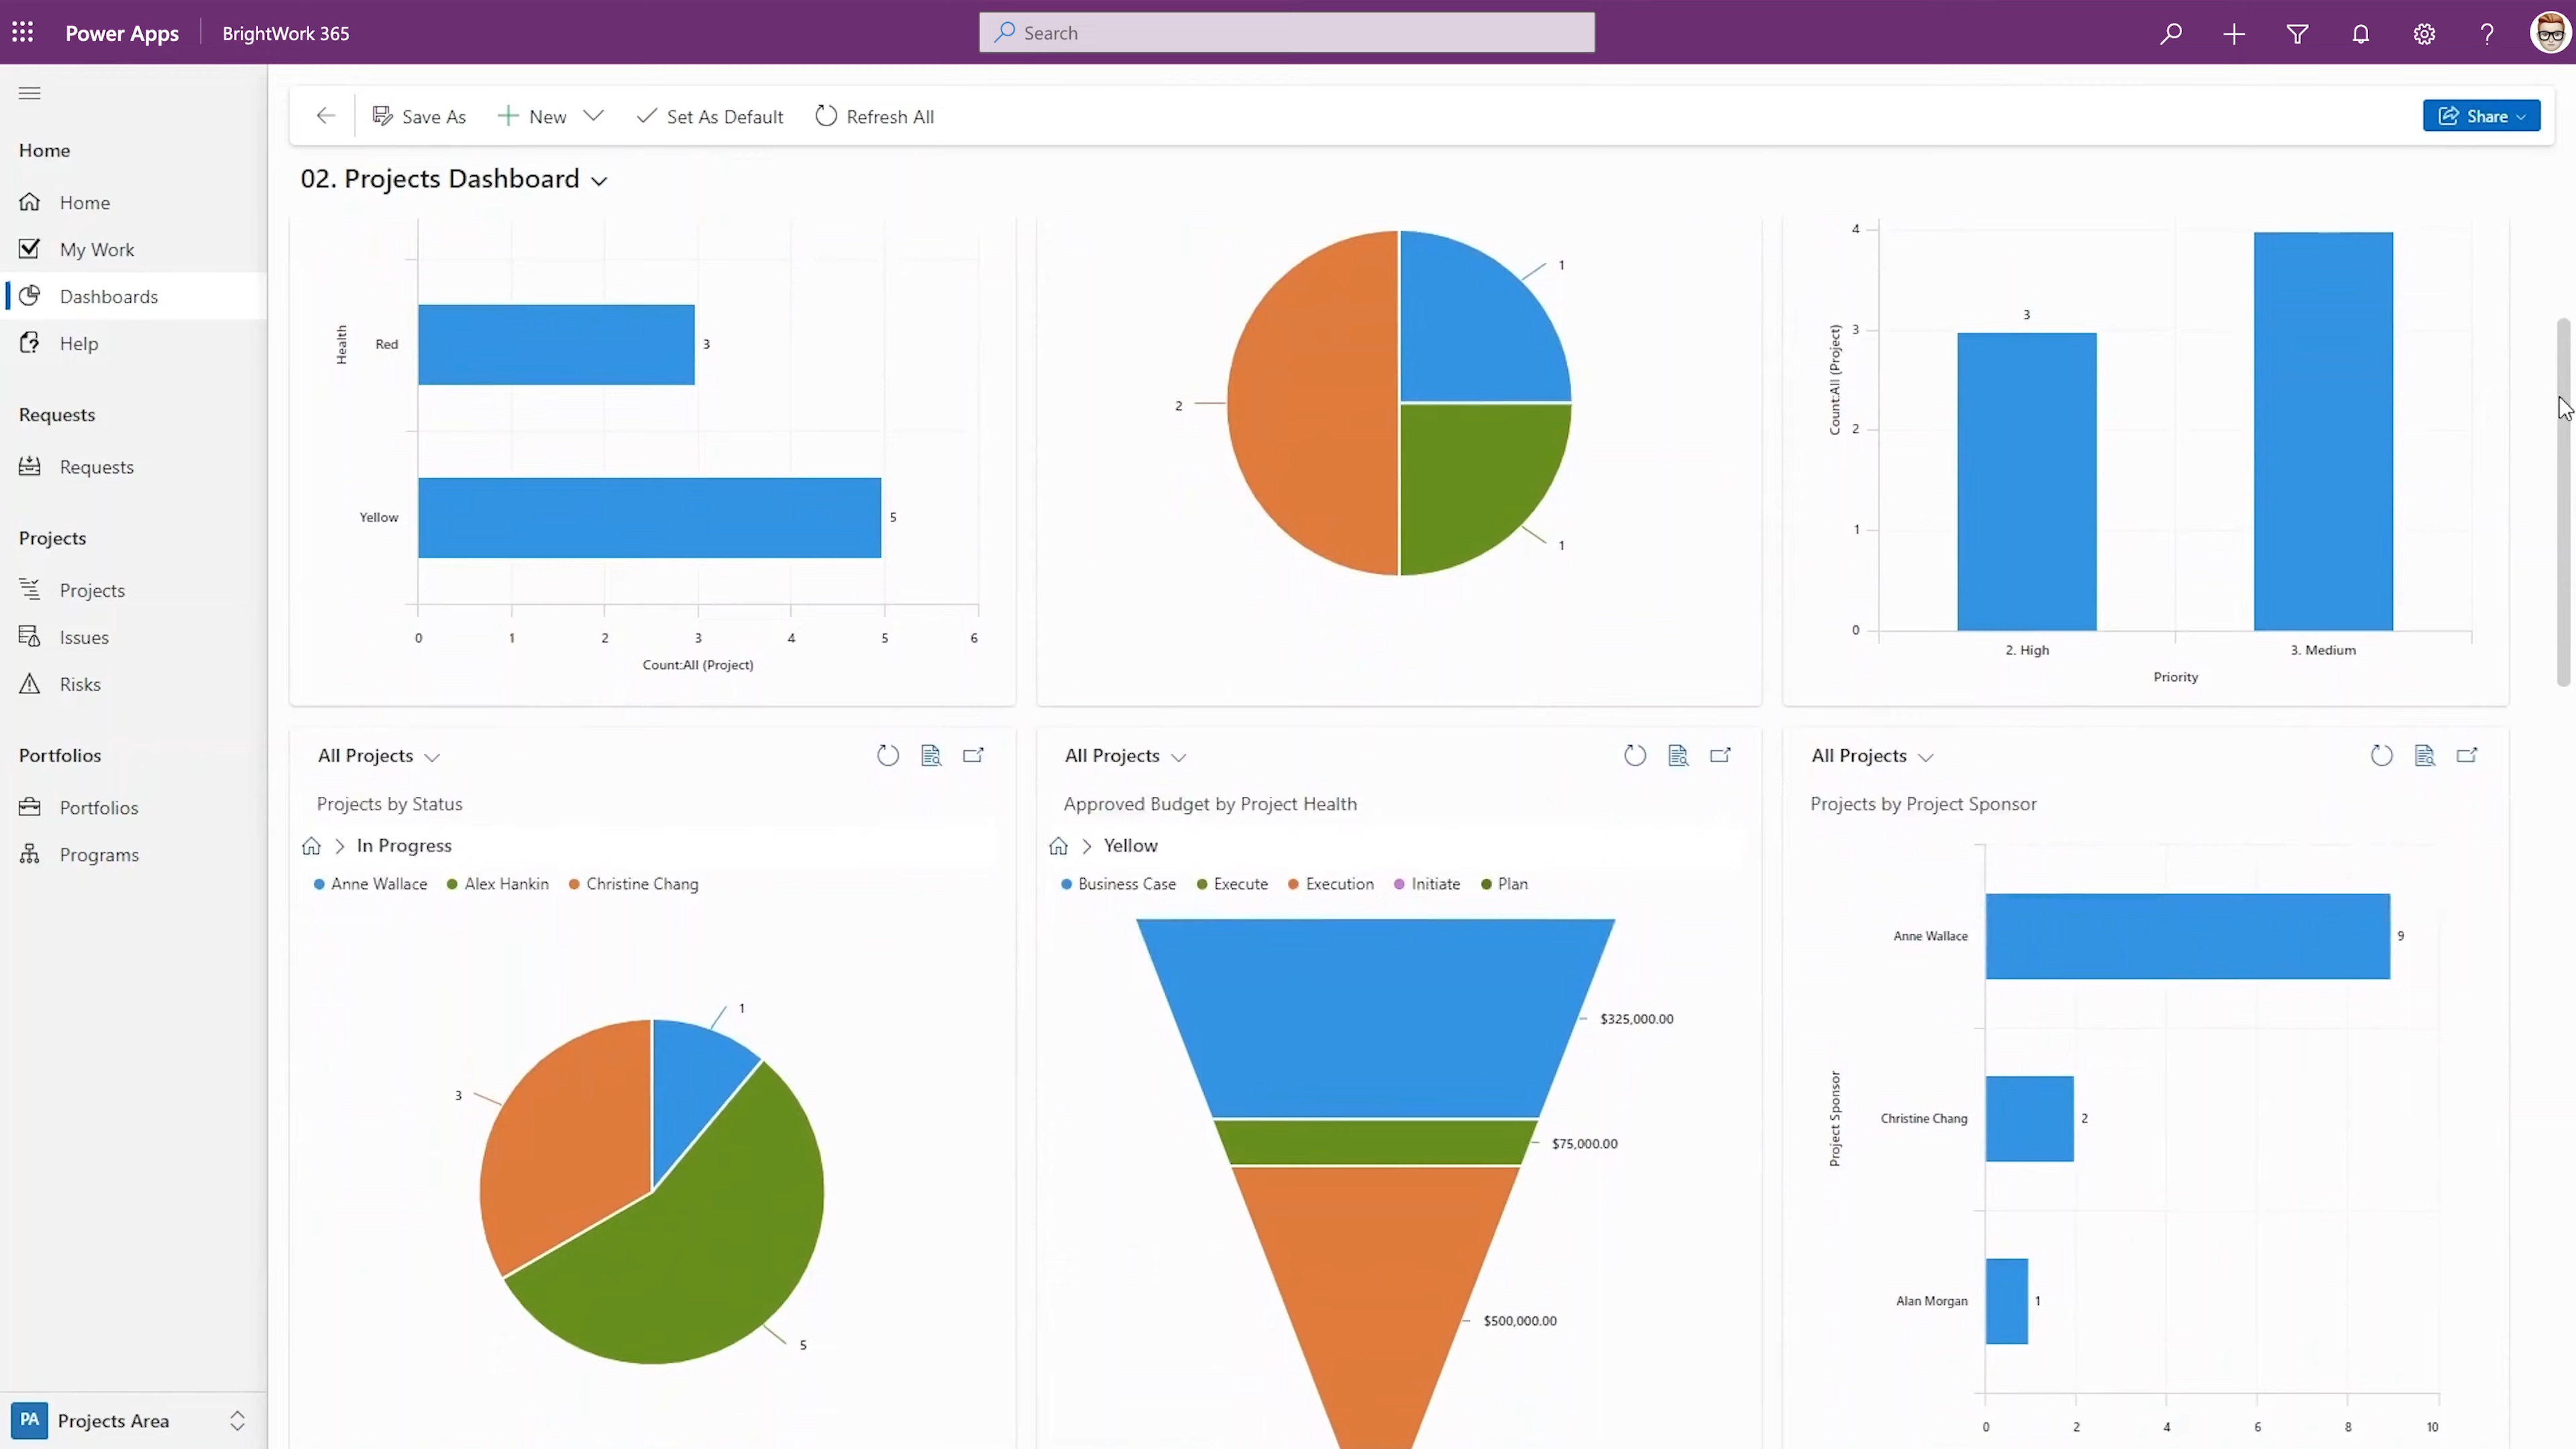 Power Apps
BrightWork 365
Search
Save As
New
Set As Default
Refresh All
Share
Home
Home
My Work
Dashboards
Help
Requests
Requests
Projects
Projects
Issues
Risks
Portfolios
Portfolios
Programs
PA
Projects Area
02. Projects Dashboard
Health
Red
3
Yellow
5
0 1 2 3 4 5 6
Count:All (Project)
1
2
1
4
3
2
1
0
Count:All (Project)
3
2. High 3. Medium
Priority
All Projects
Projects by Status
In Progress
Anne Wallace Alex Hankin Christine Chang
1
3
5
All Projects
Approved Budget by Project Health
Yellow
Business Case Execute Execution Initiate Plan
$325,000.00
$75,000.00
$500,000.00
All Projects
Projects by Project Sponsor
Project Sponsor
Anne Wallace 9
Christine Chang 2
Alan Morgan 1
0 2 4 6 8 10